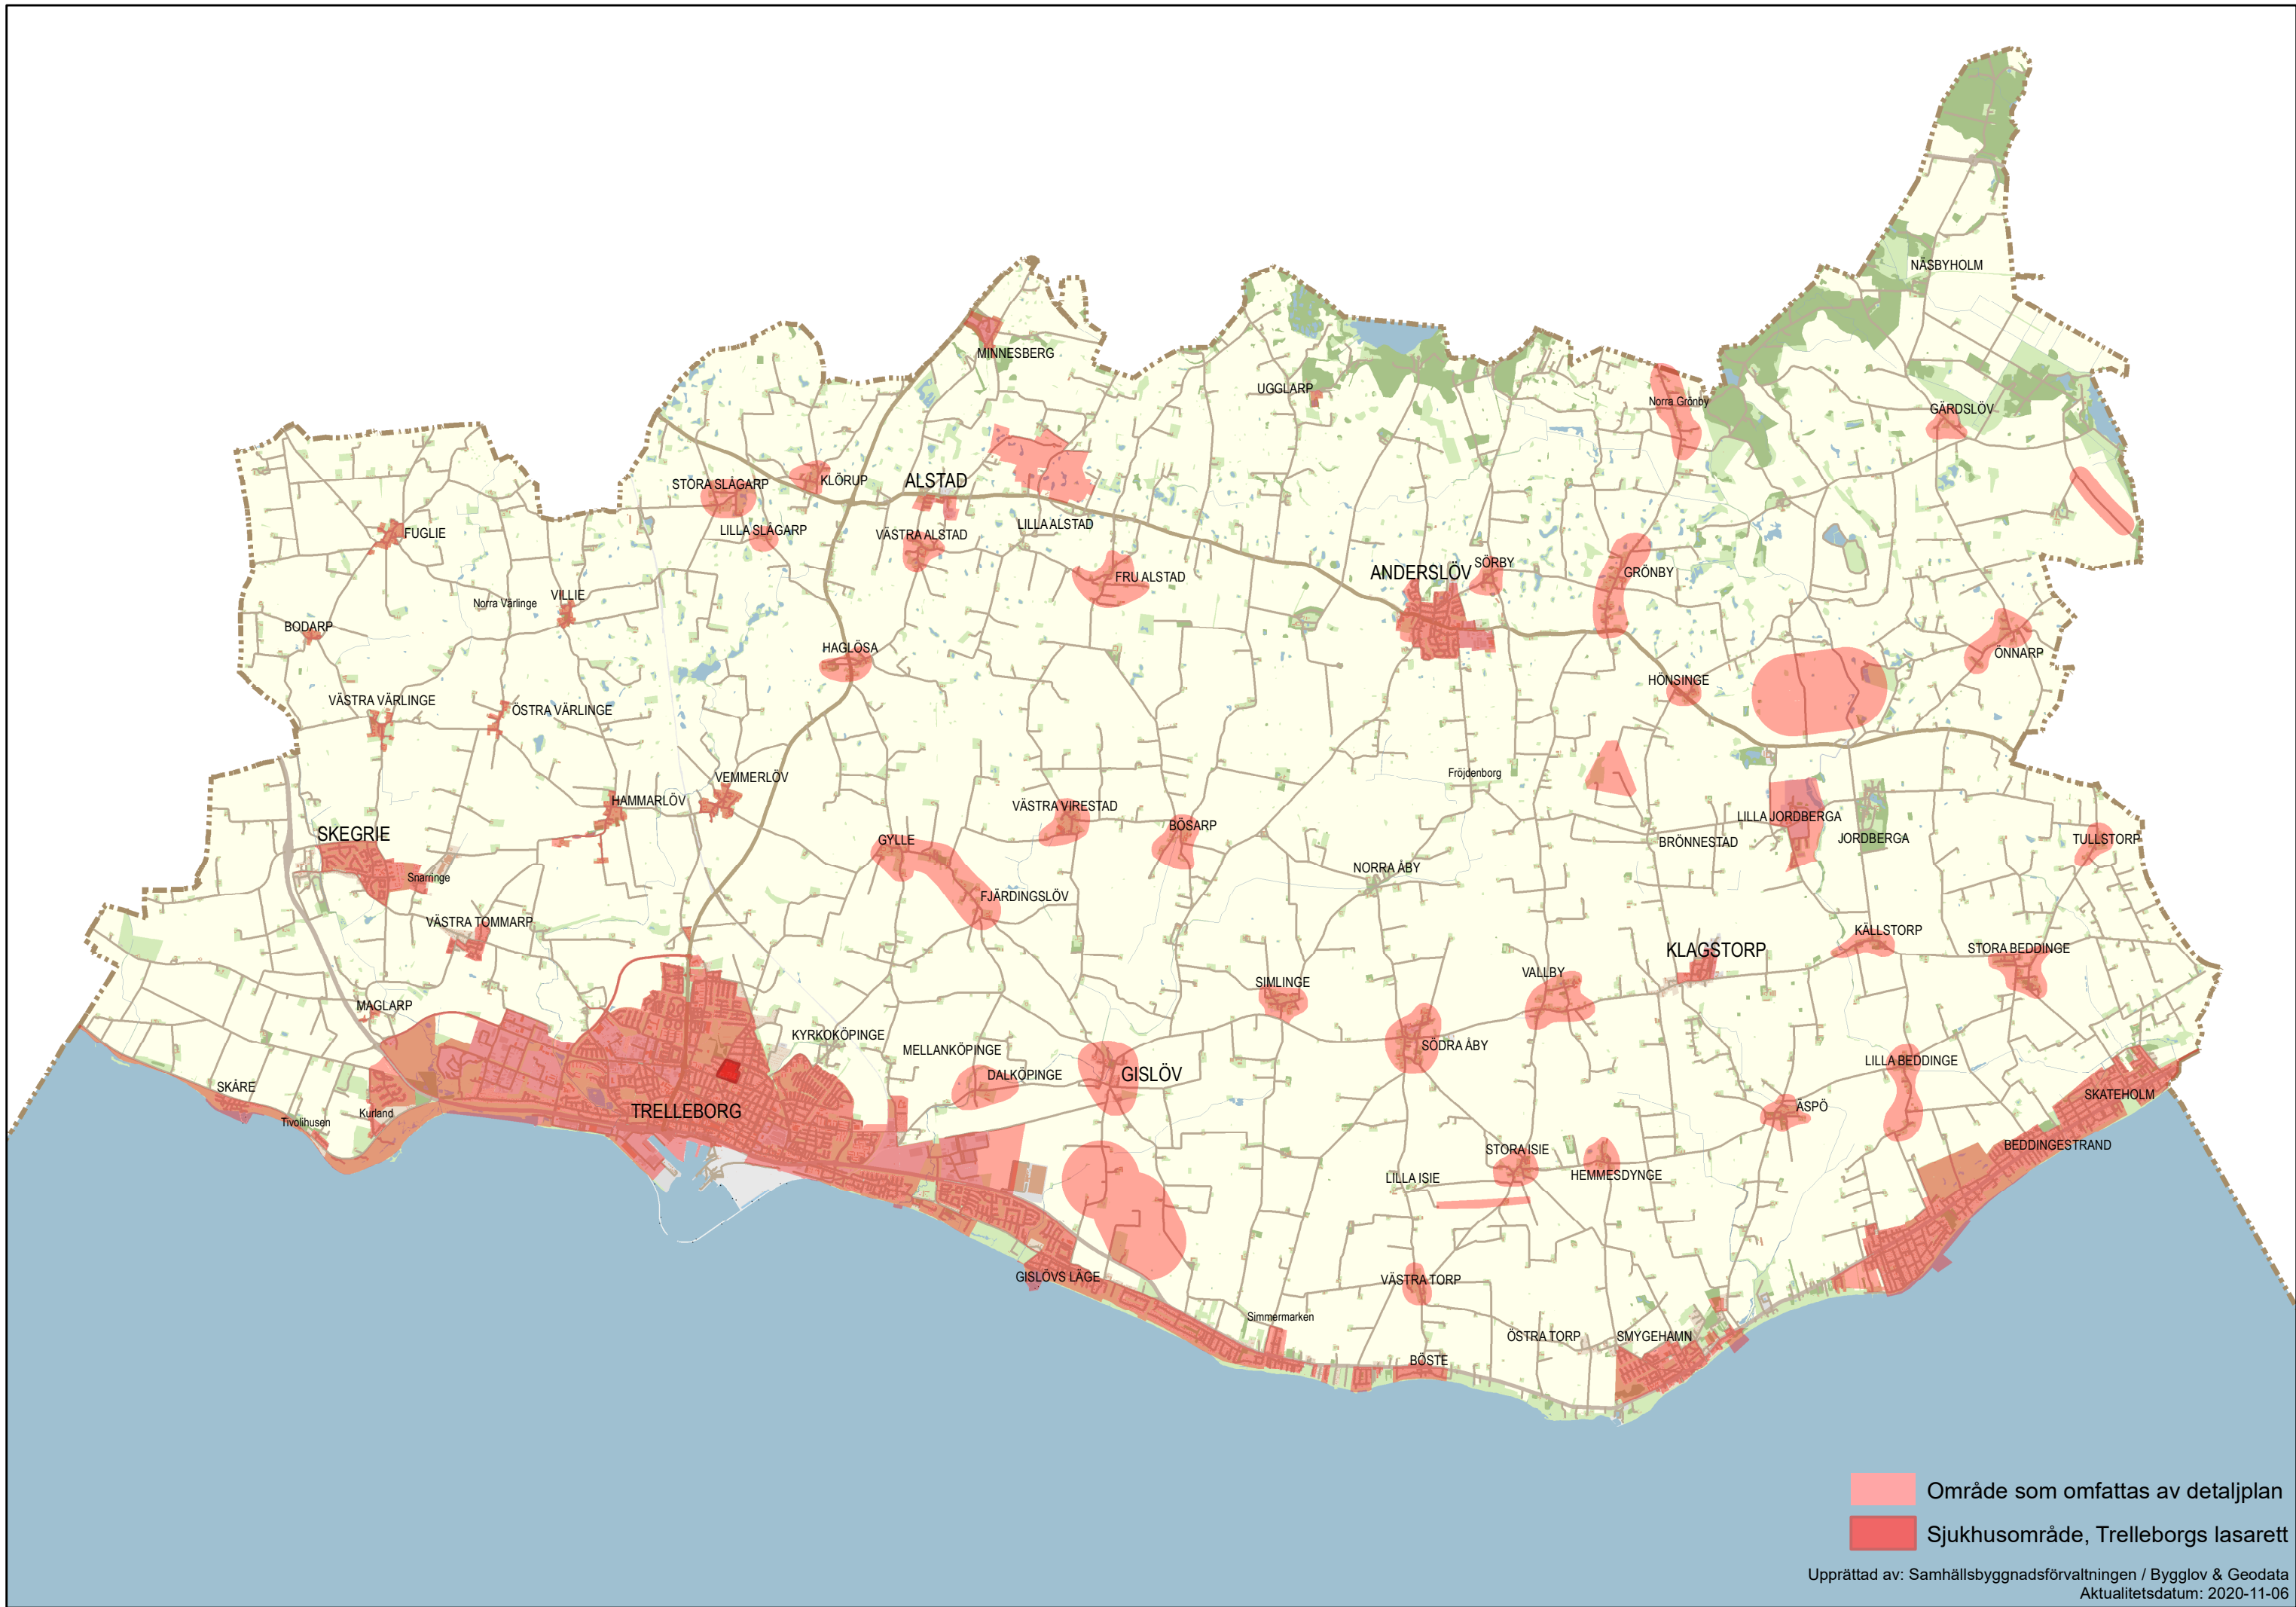 NÄSBYHOLM
MINNESBERG
UGGLARP
Norra Grönby
GÄRDSLÖV
STORA SLÅGARP
KLÖRUP
ALSTAD
LILLA SLÅGARP
VÄSTRA ALSTAD
LILLA ALSTAD
FUGLIE
FRU ALSTAD
ANDERSLÖV
SÖRBY
GRÖNBY
Norra Värlinge
VILLIE
BODARP
HAGLÖSA
ÖNNARP
HÖNSINGE
VÄSTRA VÄRLINGE
ÖSTRA VÄRLINGE
VEMMERLÖV
Fröjdenborg
HAMMARLÖV
VÄSTRA VIRESTAD
LILLA JORDBERGA
SKEGRIE
GYLLE
BÖSARP
BRÖNNESTAD
JORDBERGA
TULLSTORP
Snarringe
NORRA ÅBY
FJÄRDINGSLÖV
VÄSTRA TOMMARP
KÄLLSTORP
KLAGSTORP
STORA BEDDINGE
SIMLINGE
VALLBY
MAGLARP
KYRKOKÖPINGE
MELLANKÖPINGE
SÖDRA ÅBY
LILLA BEDDINGE
DALKÖPINGE
GISLÖV
SKÅRE
SKATEHOLM
Kurland
TRELLEBORG
ÄSPÖ
Tivolihusen
BEDDINGESTRAND
STORA ISIE
LILLA ISIE
HEMMESDYNGE
GISLÖVS LÄGE
VÄSTRA TORP
Simmermarken
ÖSTRA TORP
SMYGEHAMN
BÖSTE
Område som omfattas av detaljplan
Sjukhusområde, Trelleborgs lasarett
Upprättad av: Samhällsbyggnadsförvaltningen / Bygglov & Geodata
Aktualitetsdatum: 2020-11-06